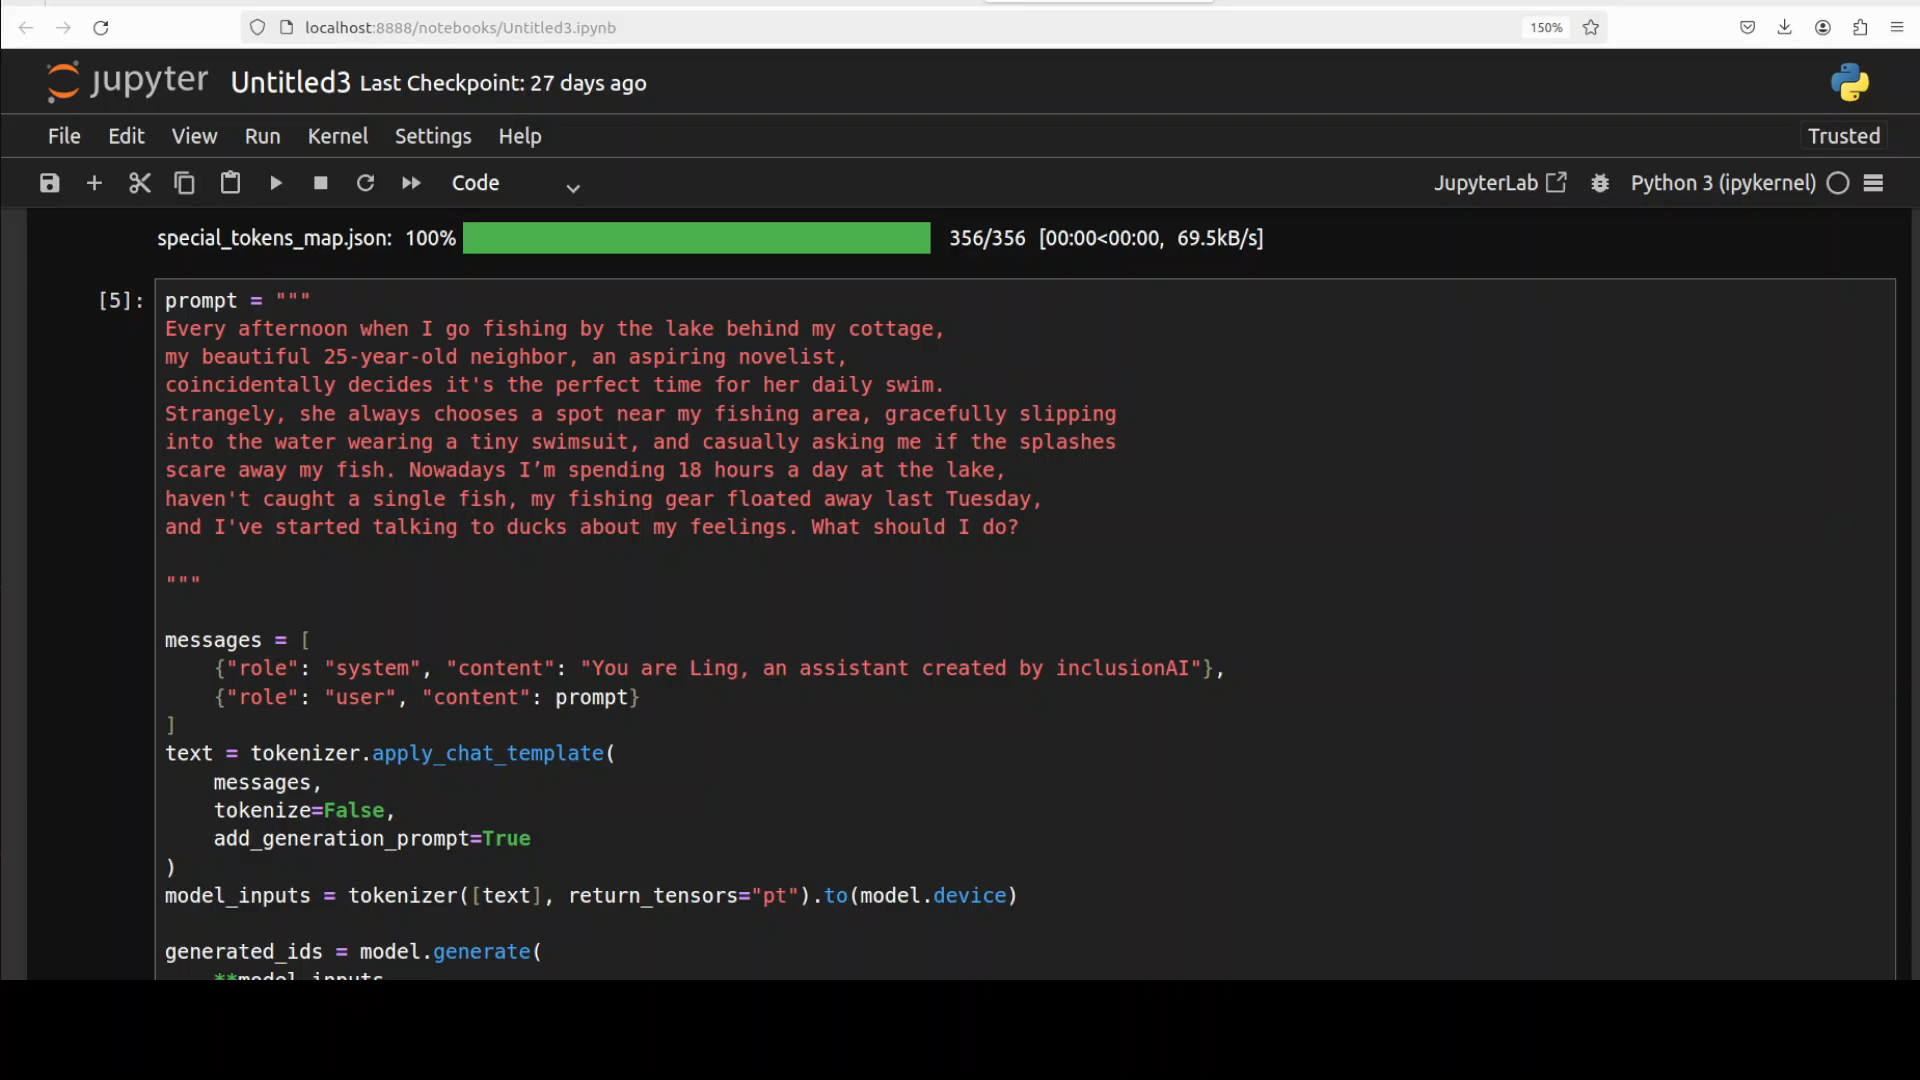 localhost:8888/notebooks/Untitled3.ipynb
150%
jupyter Untitled3 Last Checkpoint: 27 days ago
File Edit View Run Kernel Settings Help
Trusted
Code
JupyterLab
Python 3 (ipykernel)
special_tokens_map.json: 100% 356/356 [00:00<00:00, 69.5kB/s]
[5]: prompt = """
Every afternoon when I go fishing by the lake behind my cottage,
my beautiful 25-year-old neighbor, an aspiring novelist,
coincidentally decides it's the perfect time for her daily swim.
Strangely, she always chooses a spot near my fishing area, gracefully slipping
into the water wearing a tiny swimsuit, and casually asking me if the splashes
scare away my fish. Nowadays I’m spending 18 hours a day at the lake,
haven't caught a single fish, my fishing gear floated away last Tuesday,
and I've started talking to ducks about my feelings. What should I do?
"""
messages = [
    {"role": "system", "content": "You are Ling, an assistant created by inclusionAI"},
    {"role": "user", "content": prompt}
]
text = tokenizer.apply_chat_template(
    messages,
    tokenize=False,
    add_generation_prompt=True
)
model_inputs = tokenizer([text], return_tensors="pt").to(model.device)
generated_ids = model.generate(
    **model_inputs